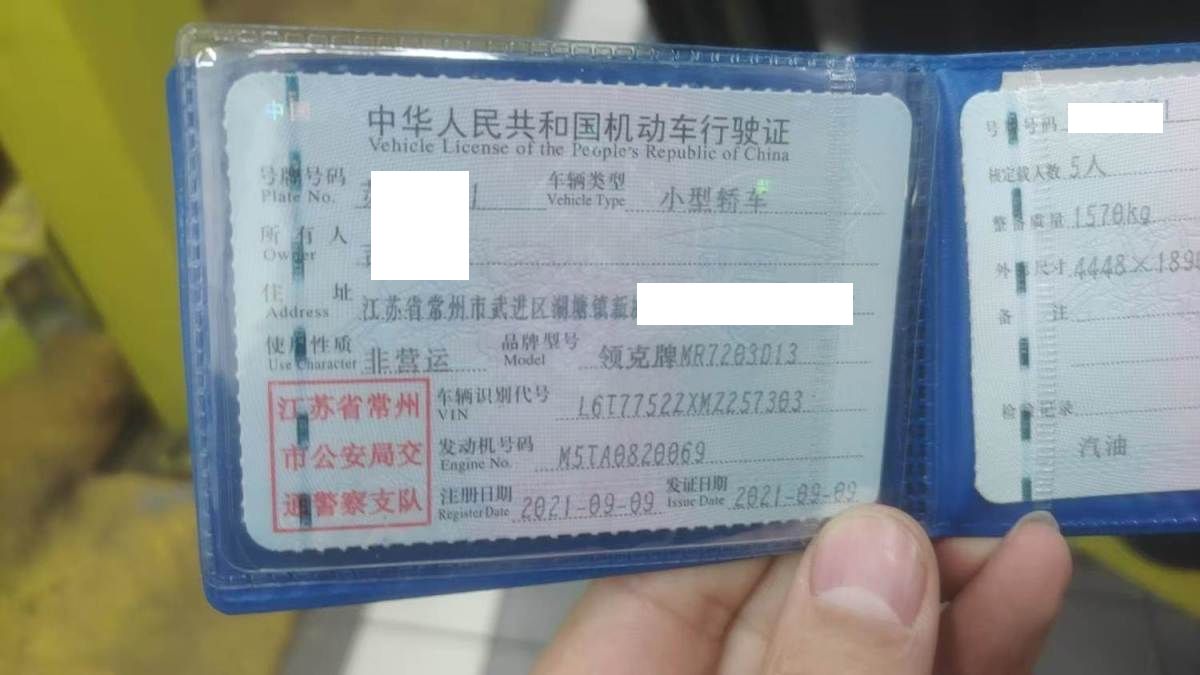 中国
中华人民共和国机动车行驶证
Vehicle License of the People's Republic of China
号牌号码 苏
Plate No.
车辆类型 小型轿车
Vehicle Type
所有人
Owner
住址 江苏省常州市武进区湖塘镇新
Address
使用性质 非营运
Use Character
品牌型号 领克牌MR7203D13
Model
江苏省常州
市公安局交
通警察支队
车辆识别代号 L6T7752ZXMZ257303
VIN
发动机号码 M5TA0820069
Engine No.
注册日期 2021-09-09
Register Date
发证日期 2021-09-09
Issue Date
号牌号码
核定载人数 5人
整备质量 1570kg
外廓尺寸 4448×189
备注
检验记录
汽油